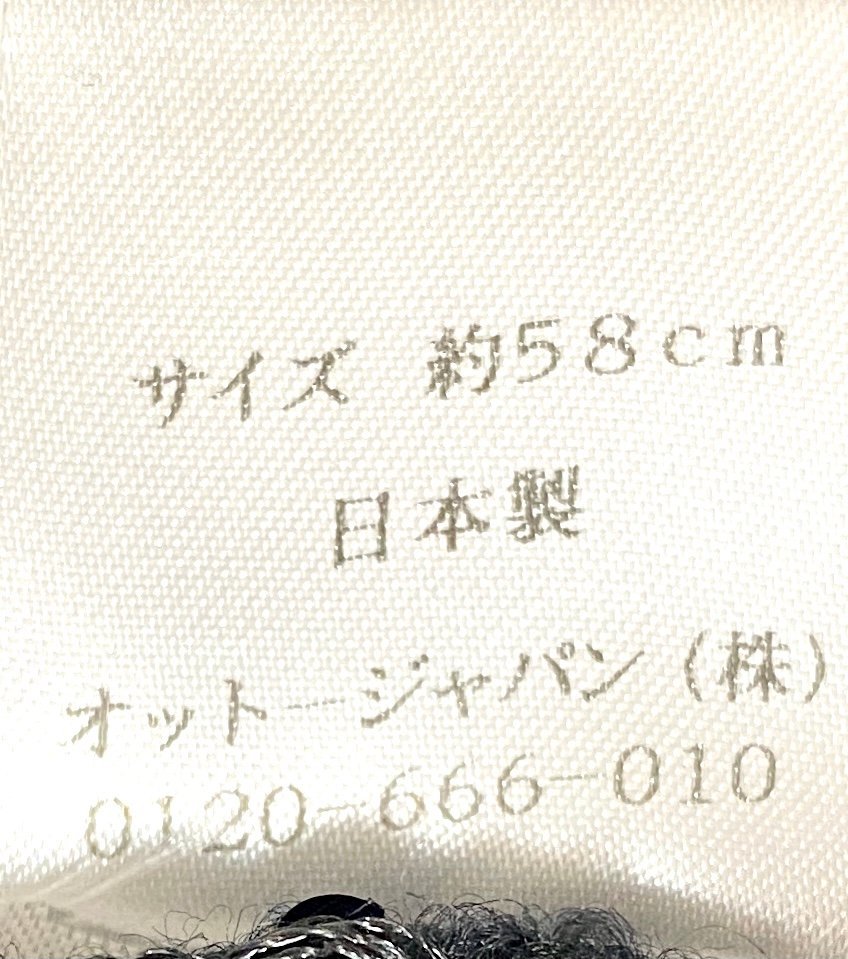 サイズ　約58cm
日本製
オットージャパン（株）
0120-666-010